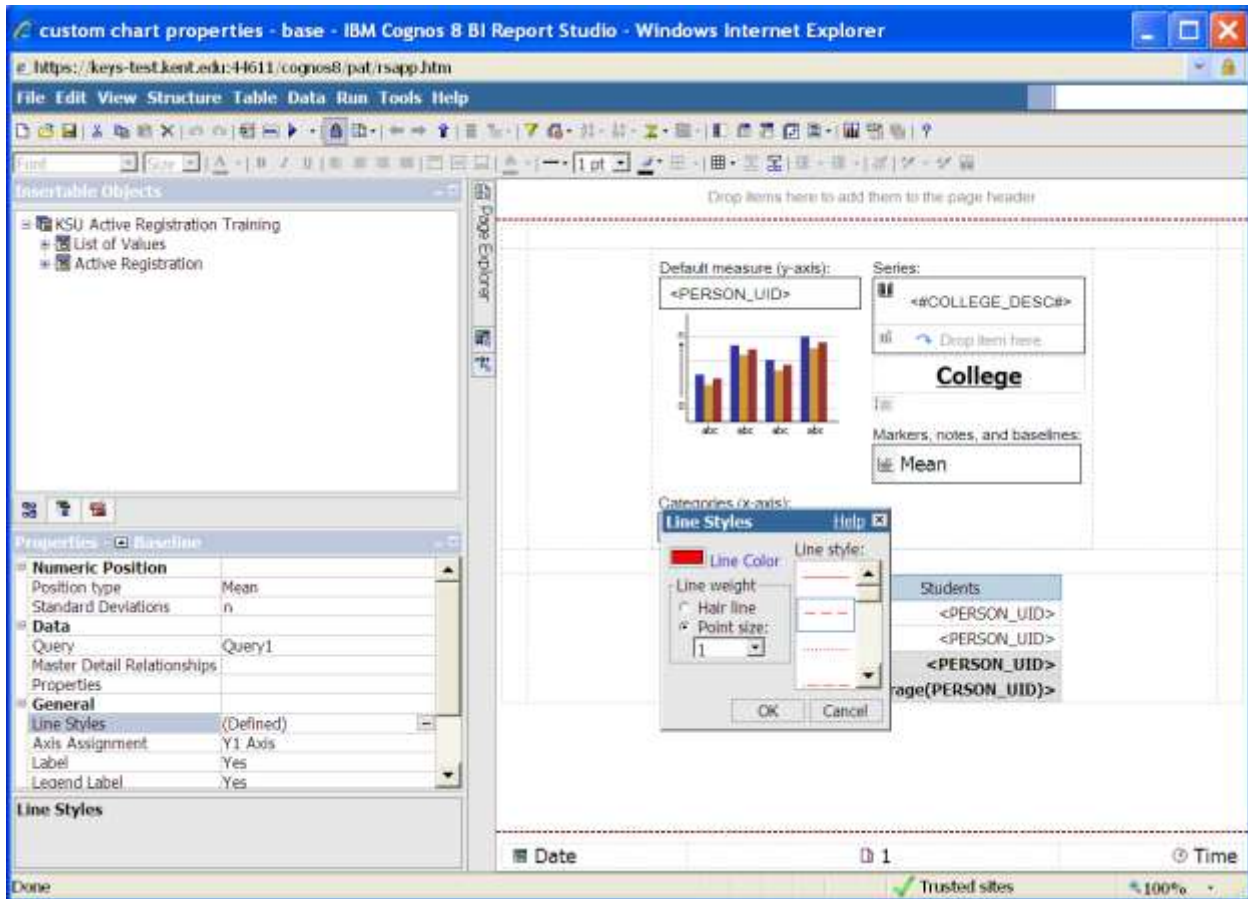 custom chart properties - base - IBM Cognos 8 BI Report Studio - Windows Internet Explorer
https://keys-test.kent.edu:44611/cognos8/pat/rsapp.htm
File Edit View Structure Table Data Run Tools Help
Font Size 1 pt
Insertable Objects
KSU Active Registration Training
List of Values
Active Registration
Page Explorer
Properties - Baseline
Numeric Position
Position type Mean
Standard Deviations n
Data
Query Query1
Master Detail Relationships
Properties
General
Line Styles (Defined)
Axis Assignment Y1 Axis
Label Yes
Legend Label Yes
Line Styles
Drop items here to add them to the page header
Default measure (y-axis):
<PERSON_UID>
abc abc abc abc
Series:
<#COLLEGE_DESC#>
Drop item here
College
Markers, notes, and baselines:
Mean
Categories (x-axis):
Line Styles Help
Line Color
Line style:
Line weight
Hair line
Point size:
1
OK Cancel
Students
<PERSON_UID>
<PERSON_UID>
<PERSON_UID>
rage(PERSON_UID)>
Date 1 Time
Done Trusted sites 100%